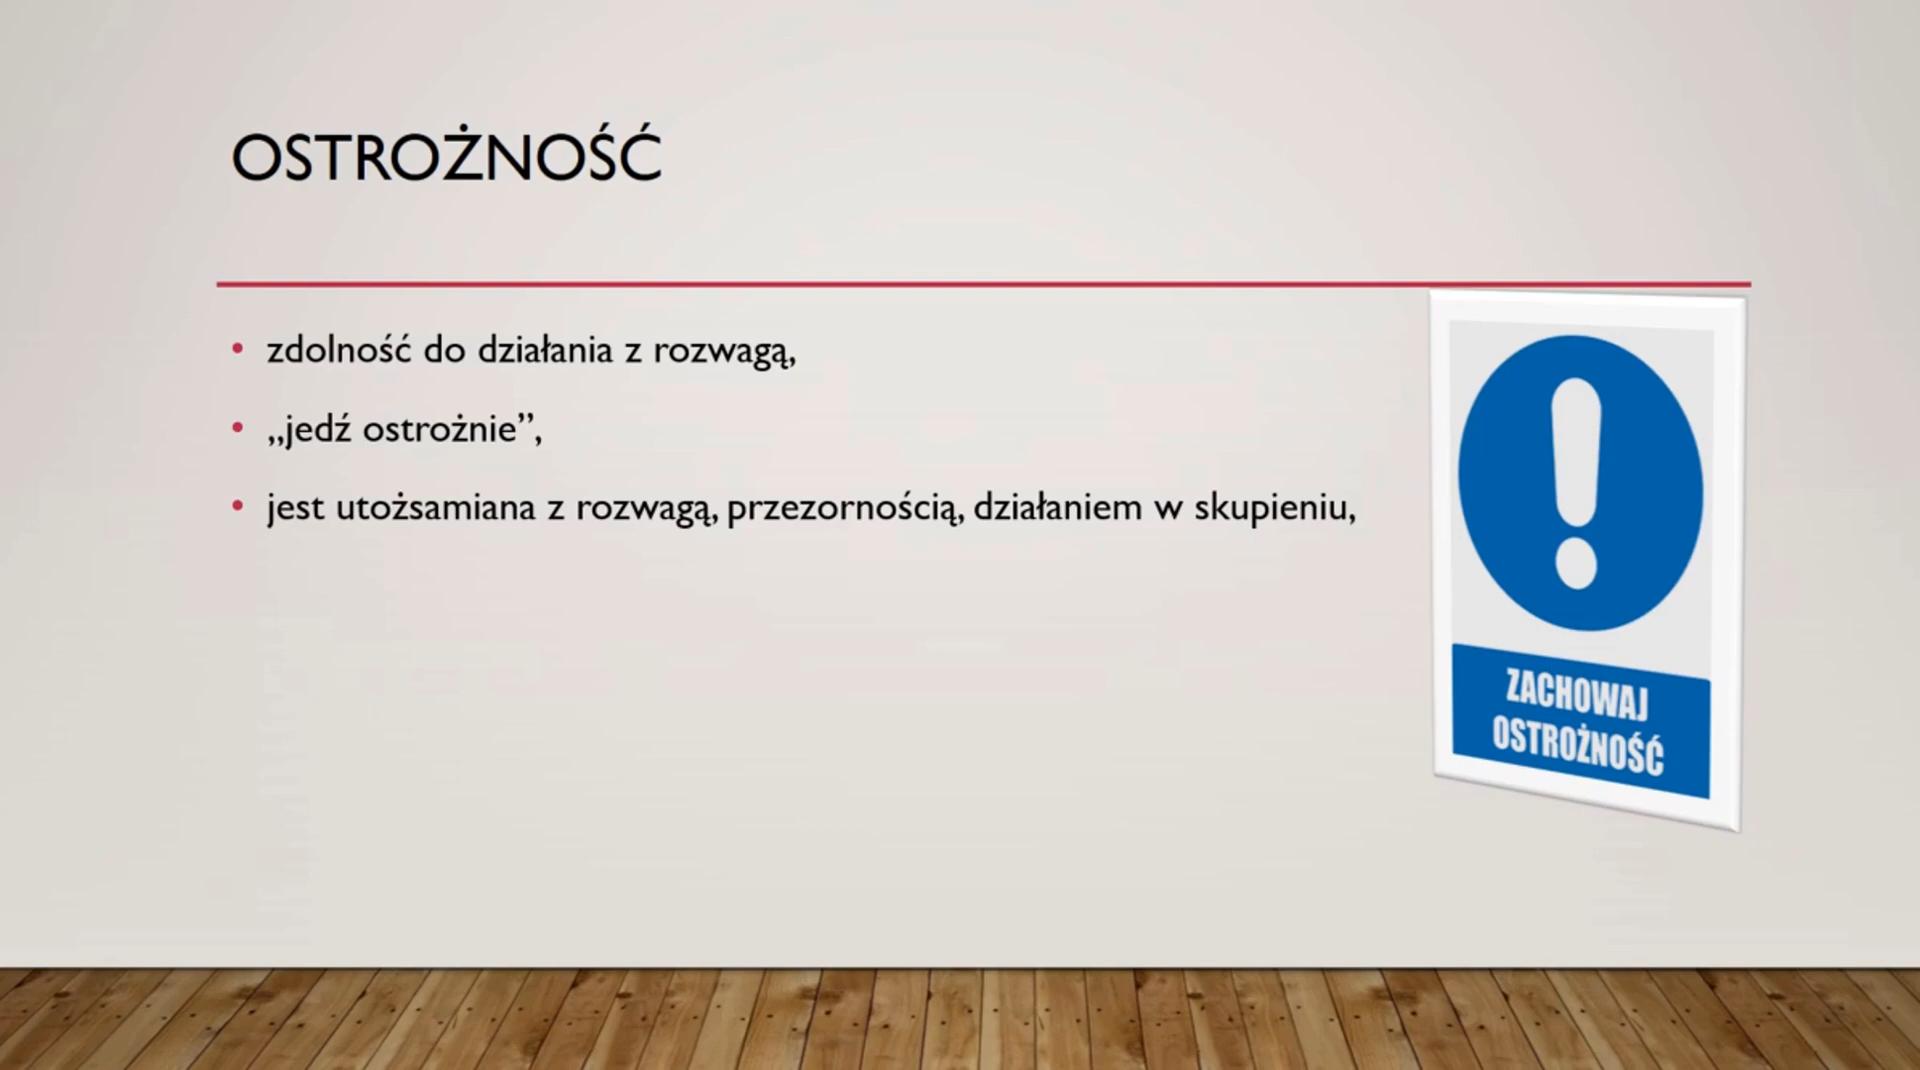 OSTROŻNOŚĆ
• zdolność do działania z rozwagą,
• „jedź ostrożnie”,
• jest utożsamiana z rozwagą, przezornością, działaniem w skupieniu,
ZACHOWAJ
OSTROŻNOŚĆ